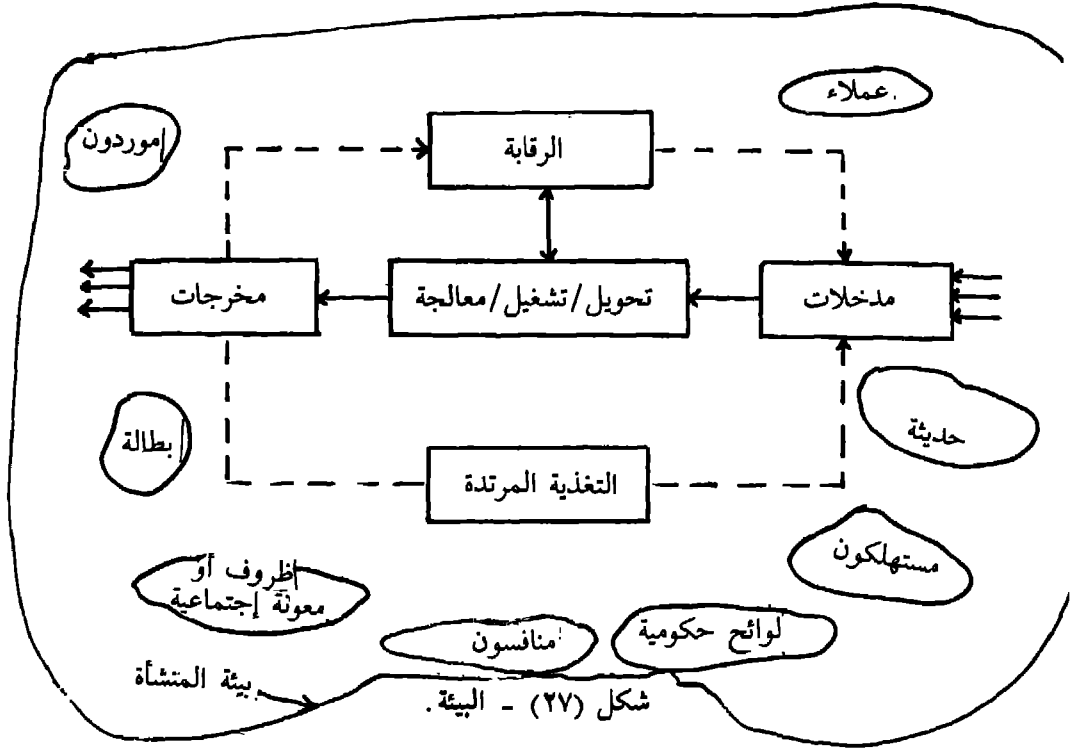 عملاء
موردون
الرقابة
مدخلات
تحويل/تشغيل/معالجة
مخرجات
حديثة
بطالة
التغذية المرتدة
مستهلكون
ظروف أو
معونة إجتماعية
لوائح حكومية
منافسون
بيئة المنشأة
شكل (٢٧) - البيئة.